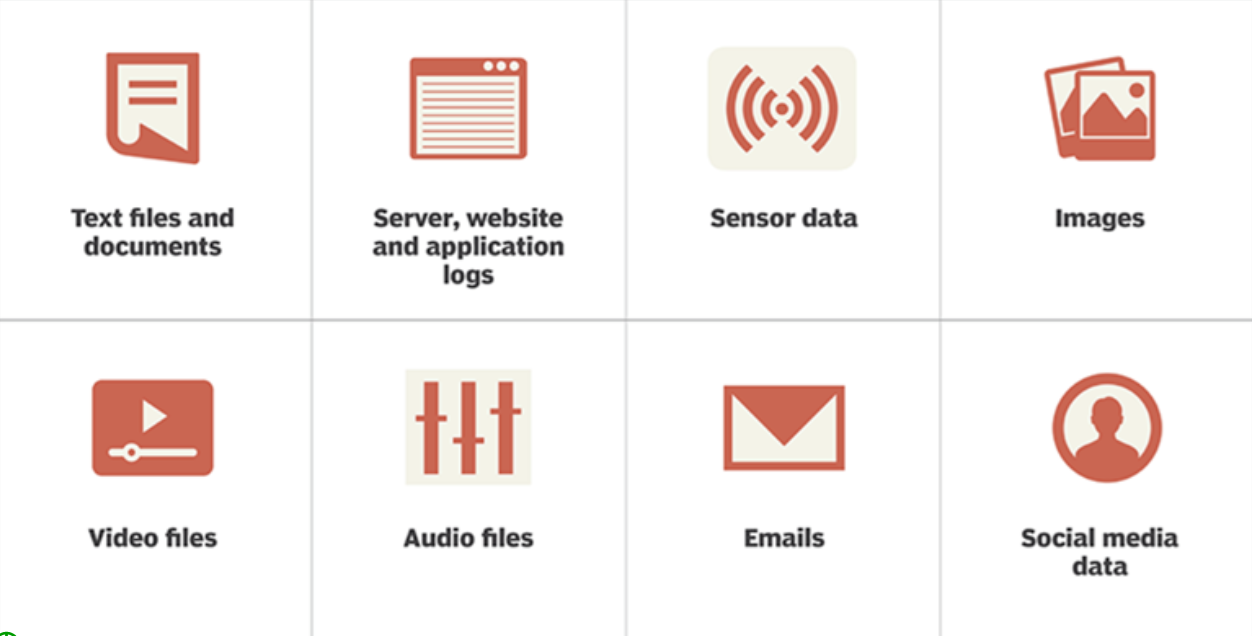 Text files and
documents
Server, website
and application
logs
Sensor data
Images
Video files
Audio files
Emails
Social media
data